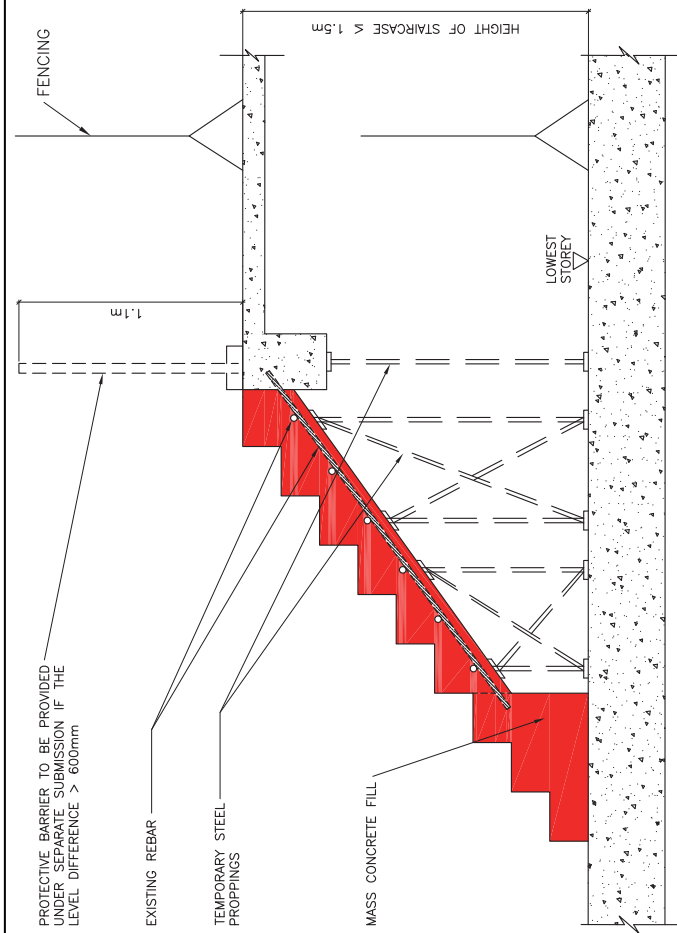 FENCING
HEIGHT OF STAIRCASE ≤ 1.5m
1.1m
LOWEST
STOREY
PROTECTIVE BARRIER TO BE PROVIDED
UNDER SEPARATE SUBMISSION IF THE
LEVEL DIFFERENCE > 600mm
EXISTING REBAR
TEMPORARY STEEL
PROPPINGS
MASS CONCRETE FILL